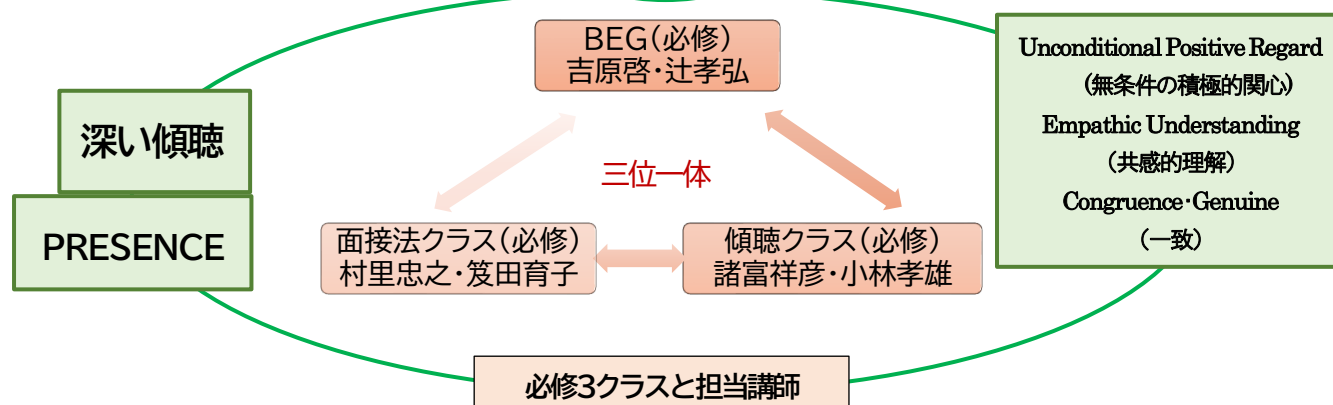 BEG(必修)
吉原啓・辻孝弘
深い傾聴
PRESENCE
三位一体
面接法クラス(必修)
村里忠之・笈田育子
傾聴クラス(必修)
諸富祥彦・小林孝雄
Unconditional Positive Regard
(無条件の積極的関心)
Empathic Understanding
(共感的理解)
Congruence・Genuine
(一致)
必修3クラスと担当講師